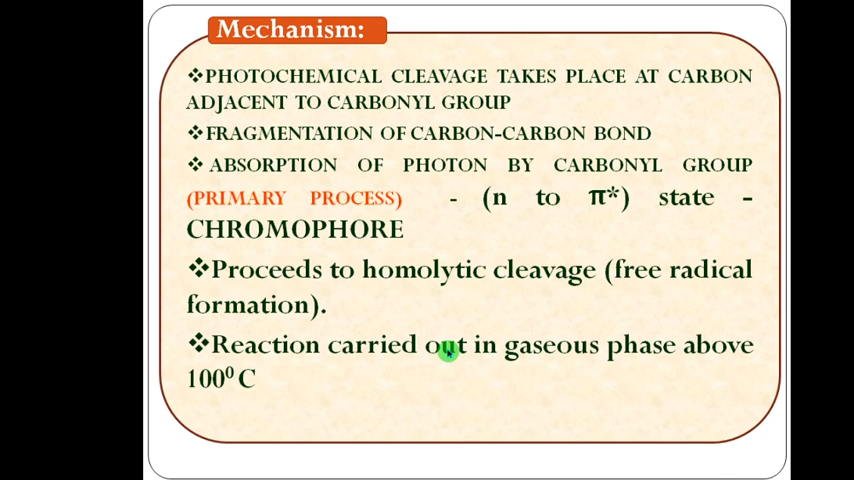 Mechanism:
❖PHOTOCHEMICAL CLEAVAGE TAKES PLACE AT CARBON
ADJACENT TO CARBONYL GROUP
❖FRAGMENTATION OF CARBON-CARBON BOND
❖ ABSORPTION OF PHOTON BY CARBONYL GROUP
(PRIMARY PROCESS) - (n to π*) state -
CHROMOPHORE
❖Proceeds to homolytic cleavage (free radical
formation).
❖Reaction carried out in gaseous phase above
100⁰ C